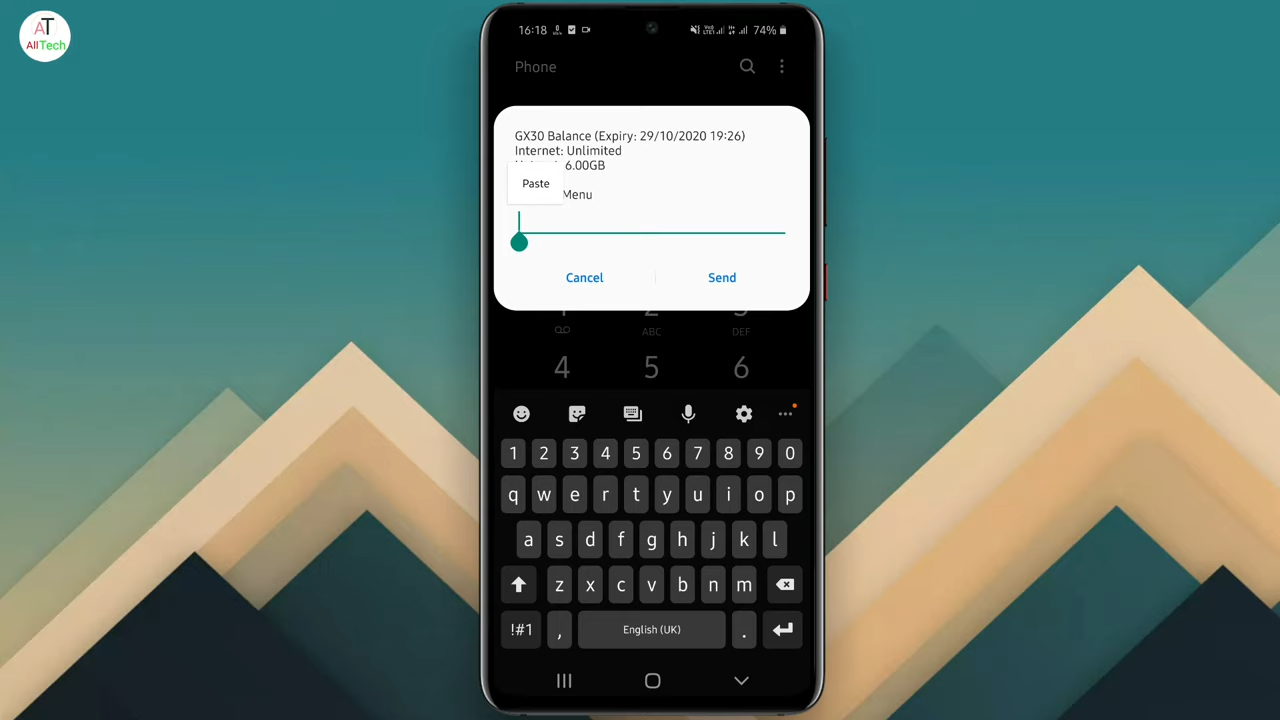 AT
AllTech
16:18
74%
Phone
GX30 Balance (Expiry: 29/10/2020 19:26)
Internet: Unlimited
6.00GB
Paste
Menu
Cancel
Send
ABC
DEF
4 5 6
1 2 3 4 5 6 7 8 9 0
q w e r t y u i o p
a s d f g h j k l
z x c v b n m
!#1 , English (UK) .